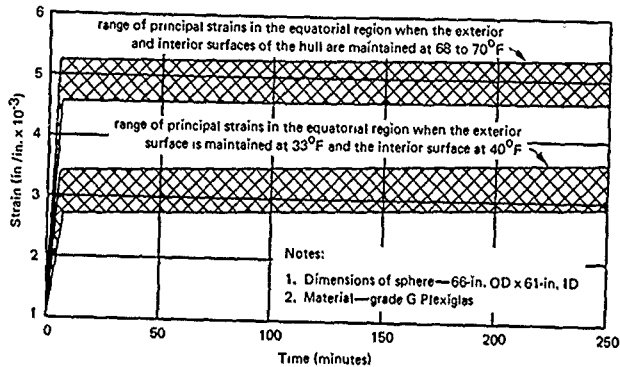 6
range of principal strains in the equatorial region when the exterior
and interior surfaces of the hull are maintained at 68 to 70°F
5
4
range of principal strains in the equatorial region when the exterior
surface is maintained at 33°F and the interior surface at 40°F
3
2
1
Strain (in/in. x 10⁻³)
Notes:
1. Dimensions of sphere—66-in. OD x 61-in. ID
2. Material—grade G Plexiglas
0
50
100
150
200
250
Time (minutes)